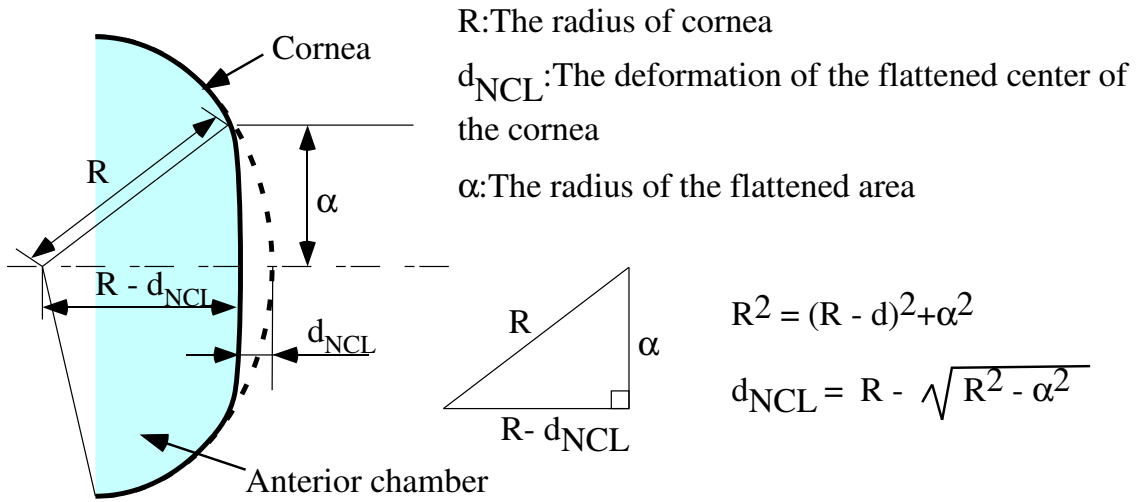 R:The radius of cornea
Cornea
d_NCL:The deformation of the flattened center of
the cornea
R
α:The radius of the flattened area
α
R - d_NCL
R
R² = (R - d)²+α²
d_NCL
α
d_NCL = R - √(R² - α²)
R- d_NCL
Anterior chamber